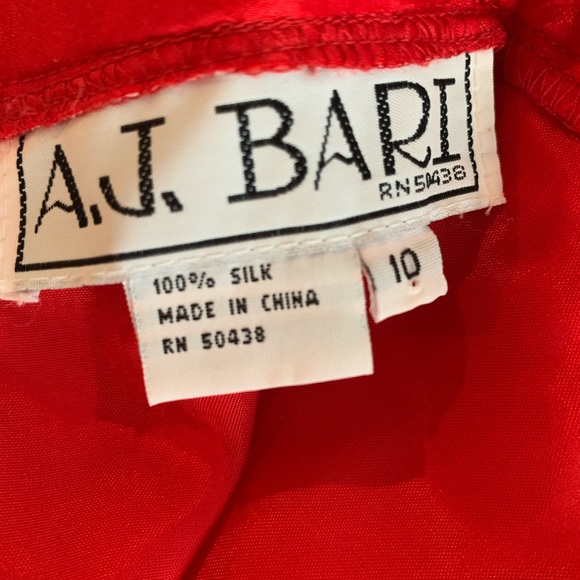 A.J. BARI
RN 50438
100% SILK
MADE IN CHINA
RN 50438
10